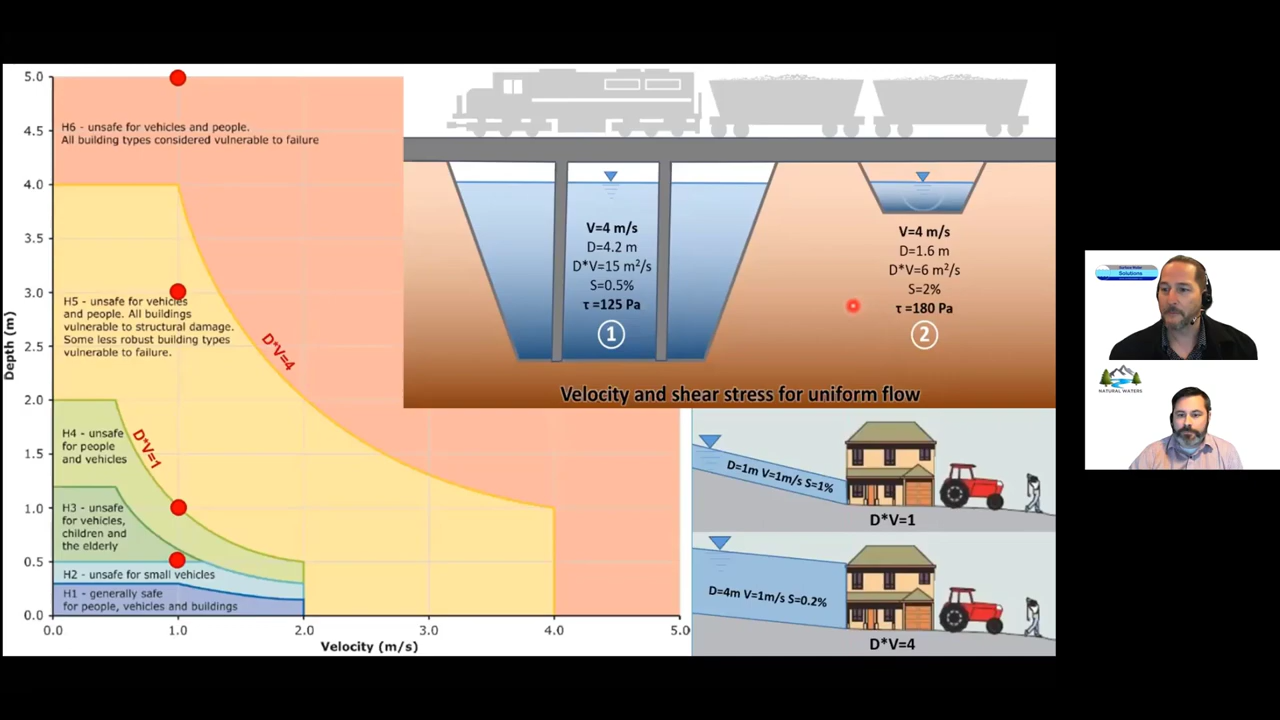 5.0
4.5
4.0
3.5
3.0
2.5
2.0
1.5
1.0
0.5
0.0
Depth (m)
H6 - unsafe for vehicles and people.
All building types considered vulnerable to failure
H5 - unsafe for vehicles
and people. All buildings
vulnerable to structural damage.
Some less robust building types
vulnerable to failure.
D*V=4
H4 - unsafe
for people
and vehicles
D*V=1
H3 - unsafe
for vehicles,
children and
the elderly
H2 - unsafe for small vehicles
H1 - generally safe
for people, vehicles and buildings
0.0
1.0
2.0
3.0
4.0
5.0
Velocity (m/s)
V=4 m/s
D=4.2 m
D*V=15 m²/s
S=0.5%
τ =125 Pa
1
V=4 m/s
D=1.6 m
D*V=6 m²/s
S=2%
τ =180 Pa
2
Velocity and shear stress for uniform flow
D=1m V=1m/s S=1%
D*V=1
D=4m V=1m/s S=0.2%
D*V=4
Surface Water
Solutions
NATURAL WATERS